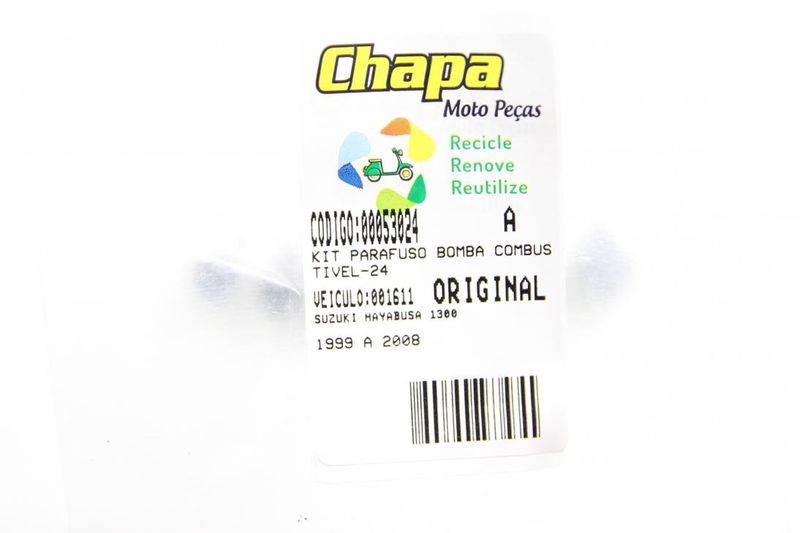 Chapa
Moto Peças
Recicle
Renove
Reutilize
CODIGO:00053024 A
KIT PARAFUSO BOMBA COMBUS
TIVEL-24
VEICULO:001611 ORIGINAL
SUZUKI HAYABUSA 1300
1999 A 2008